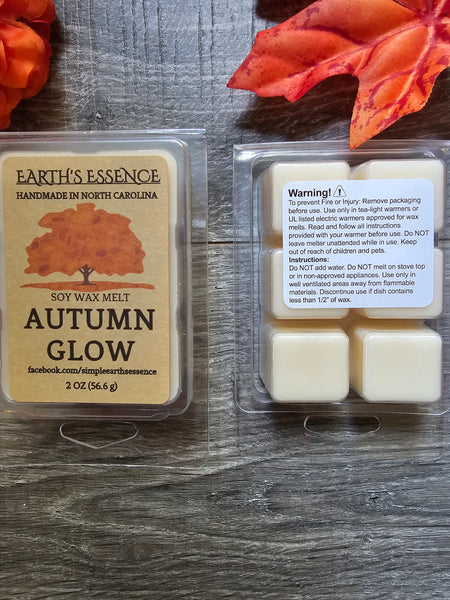 EARTH'S ESSENCE
HANDMADE IN NORTH CAROLINA
SOY WAX MELT
AUTUMN
GLOW
facebook.com/simpleearthsessence
2 OZ (56.6 g)
Warning!
To prevent Fire or Injury: Remove packaging
before use. Use only in tea-light warmers or
UL listed electric warmers approved for wax
melts. Read and follow all instructions
provided with your warmer before use. Do NOT
leave melter unattended while in use. Keep
out of reach of children and pets.
Instructions:
Do NOT add water. Do NOT melt on stove top
or in non-approved appliances. Use only in
well ventilated areas away from flammable
materials. Discontinue use if dish contains
less than 1/2" of wax.